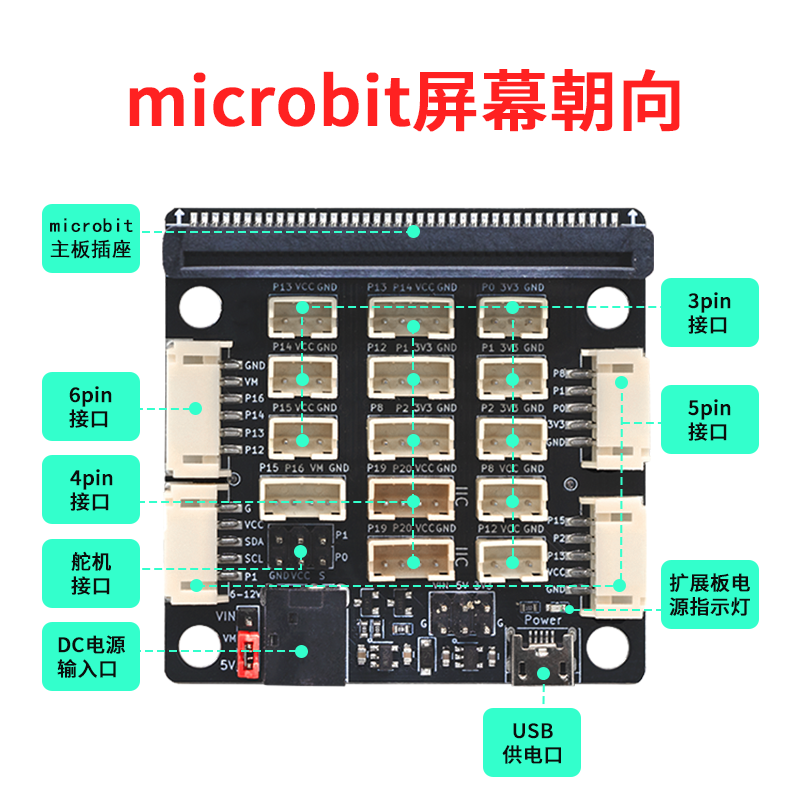 microbit屏幕朝向
microbit
主板插座
P13 VCC GND
P13 P14 VCC GND
P0 3V3 GND
3pin
接口
P14 VCC GND
P12 P1 3V3 GND
P1 3V3 GND
GND
VM
P16
P14
P13
P12
P8
P1
P0
3V3
GND
6pin
接口
5pin
接口
P15 VCC GND
P8 P2 3V3 GND
P2 3V3 GND
P15 P16 VM GND
P19 P20 VCC GND
P8 VCC GND
4pin
接口
IIC
P19 P20 VCC GND
P12 VCC GND
G
VCC
SDA
SCL
P1
P15
P2
P13
VCC
GND
P1
P0
IIC
舵机
接口
GND VCC S
6-12V
VIN 5V 3V3
扩展板电
源指示灯
VIN
VM
5V
G
G
Power
DC电源
输入口
USB
供电口